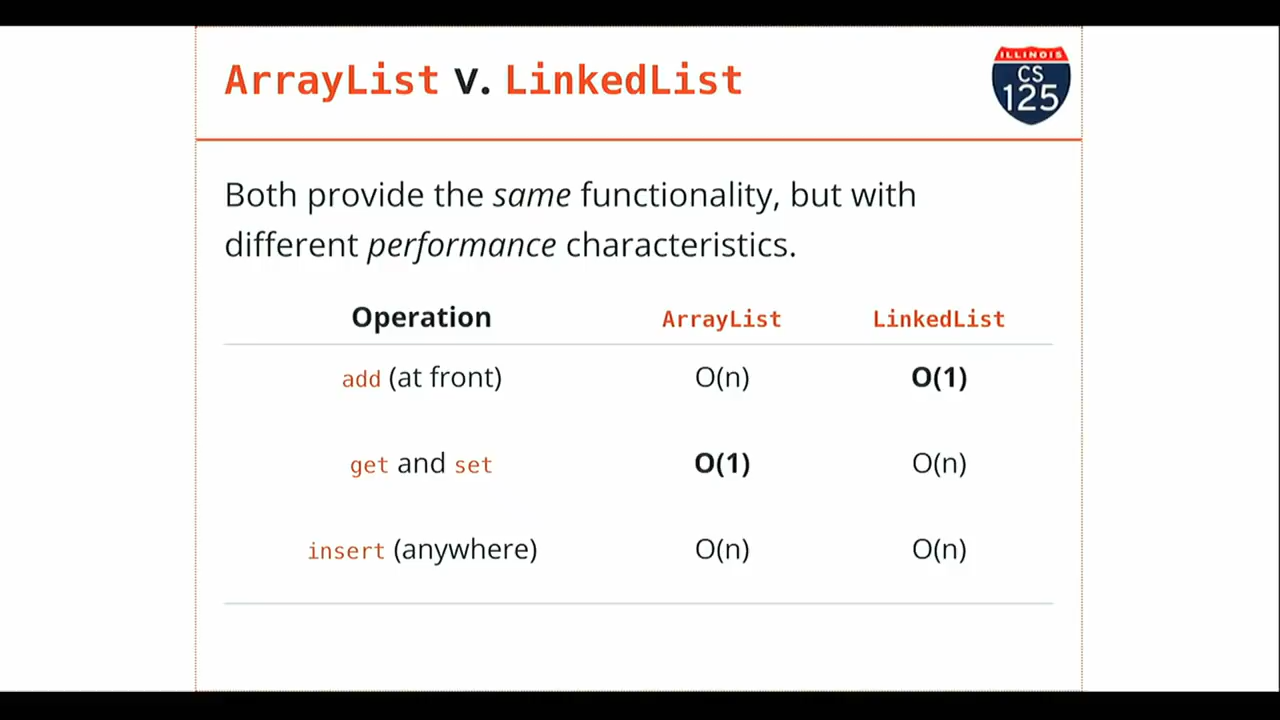 ArrayList v. LinkedList
ILLINOIS
CS
125
Both provide the same functionality, but with
different performance characteristics.
Operation ArrayList LinkedList
add (at front) O(n) O(1)
get and set O(1) O(n)
insert (anywhere) O(n) O(n)